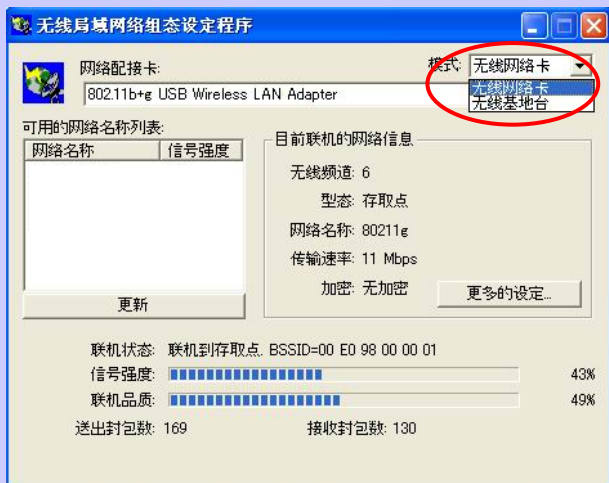 无线局域网络组态设定程序
网络配接卡:
模式: 无线网络卡
802.11b+g USB Wireless LAN Adapter
无线网络卡
无线基地台
可用的网络名称列表:
网络名称 信号强度
目前联机的网络信息
无线频道: 6
型态: 存取点
网络名称: 80211g
传输速率: 11 Mbps
加密: 无加密
更多的设定...
更新
联机状态: 联机到存取点. BSSID=00 E0 98 00 00 01
信号强度: 43%
联机品质: 49%
送出封包数: 169 接收封包数: 130